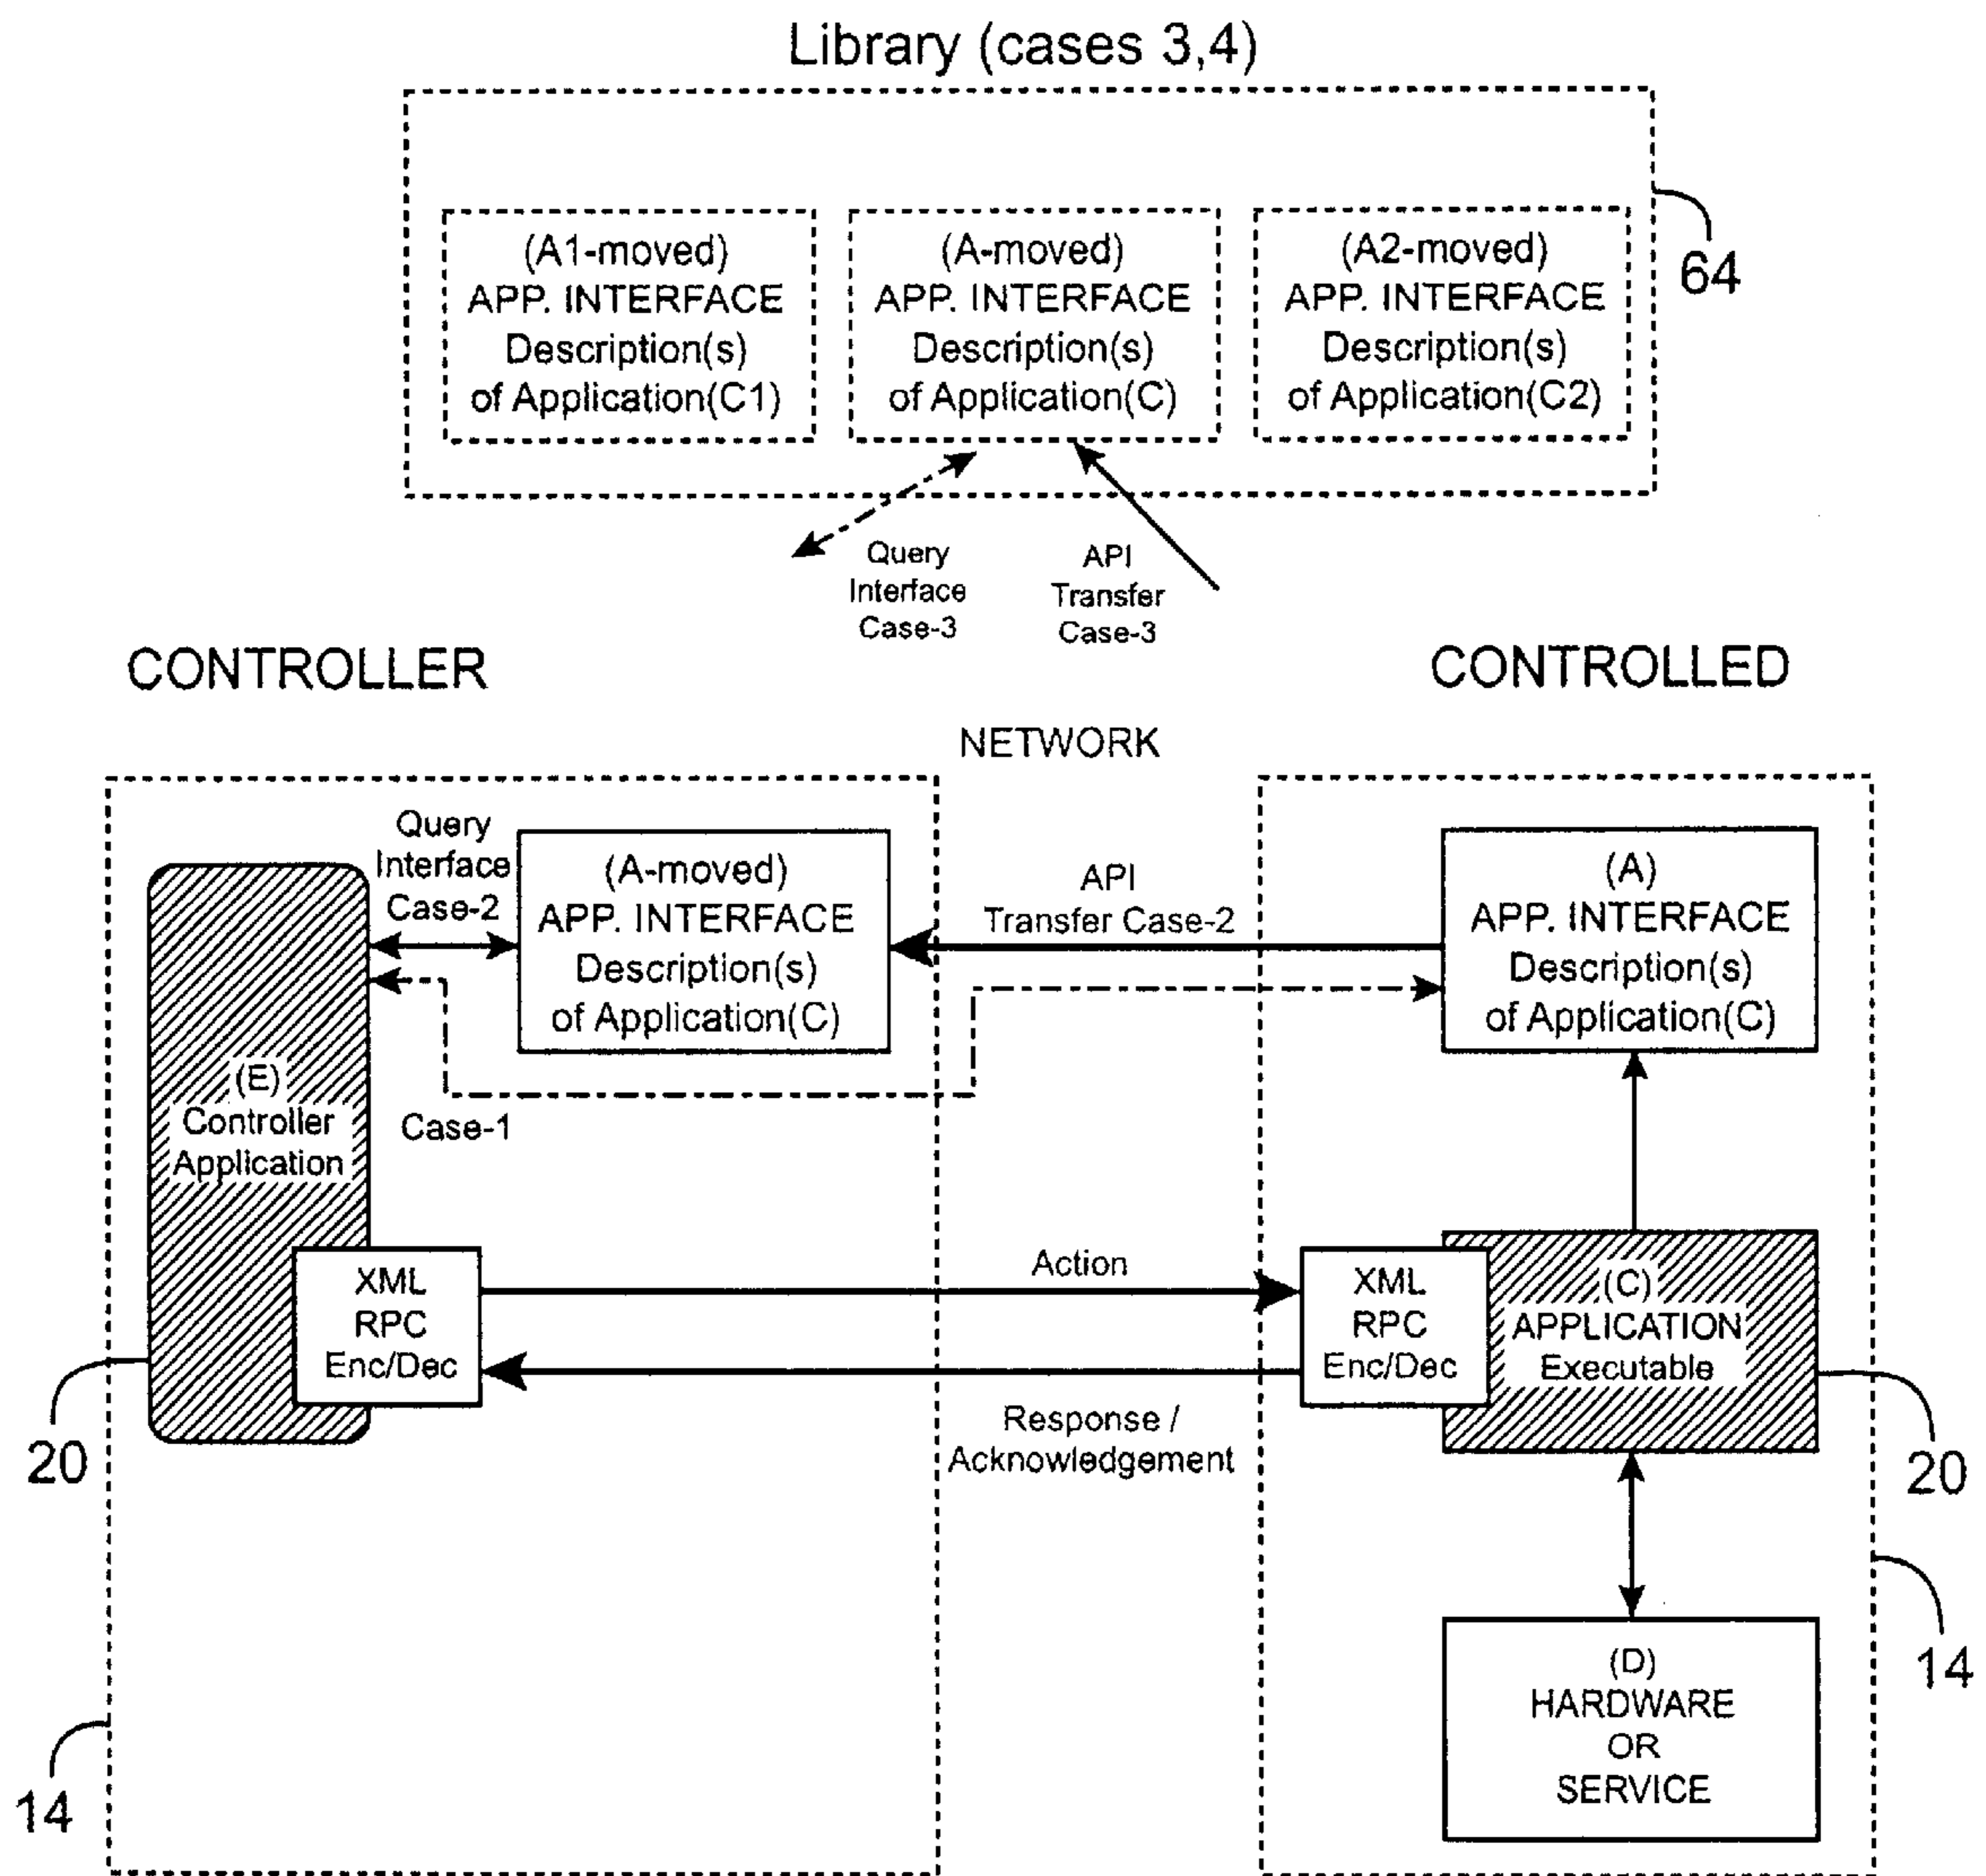 Library (cases 3,4)
(A1-moved)
APP. INTERFACE
Description(s)
of Application(C1)
(A-moved)
APP. INTERFACE
Description(s)
of Application(C)
(A2-moved)
APP. INTERFACE
Description(s)
of Application(C2)
64
Query
Interface
Case-3
API
Transfer
Case-3
CONTROLLER
CONTROLLED
NETWORK
Query
Interface
Case-2
(A-moved)
APP. INTERFACE
Description(s)
of Application(C)
API
Transfer Case-2
(A)
APP. INTERFACE
Description(s)
of Application(C)
(E)
Controller
Application
Case-1
XML
RPC
Enc/Dec
Action
Response /
Acknowledgement
XML
RPC
Enc/Dec
(C)
APPLICATION
Executable
20
20
(D)
HARDWARE
OR
SERVICE
14
14